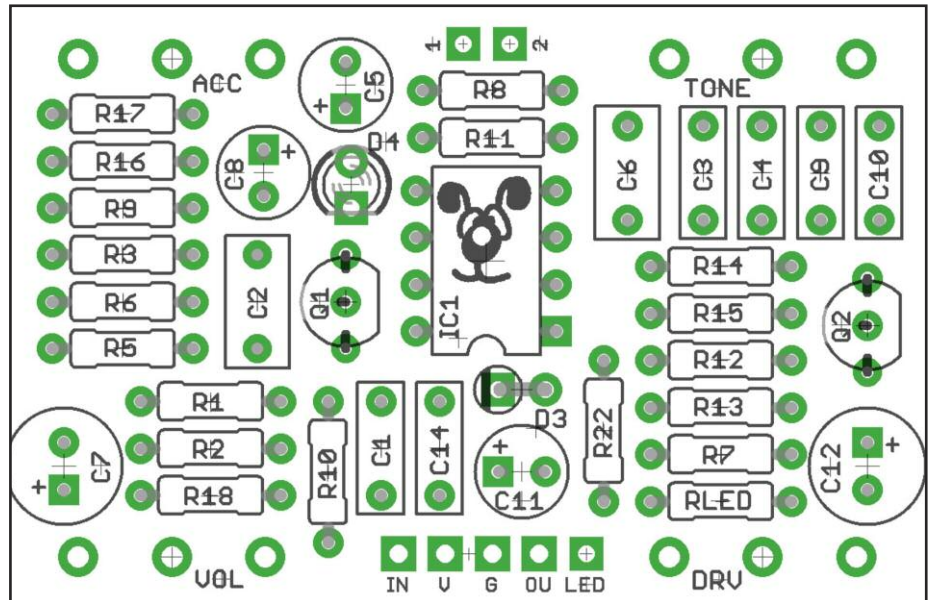 1 2
ACC
TONE
C5
R8
R17
R11
D4
R16
C8
C6
C3
C4
C9
C10
R9
R3
R14
R6
C2
Q1
IC1
R15
Q2
R5
R12
R1
D3
R13
R2
C7
R10
C1
C14
R22
R7
C12
R18
C11
RLED
VOL
IN V G OU LED
DRV